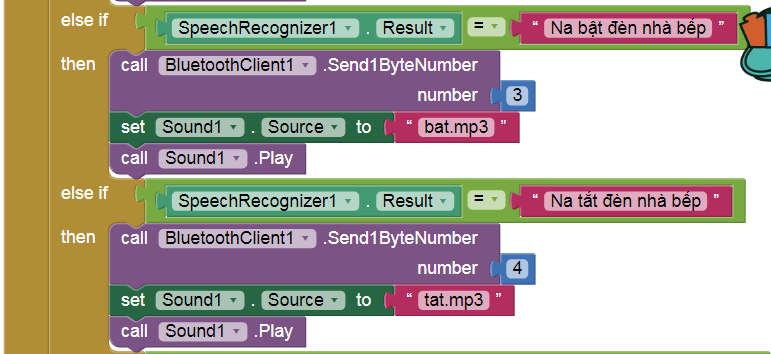 else if SpeechRecognizer1 . Result = “ Na bật đèn nhà bếp ”
then call BluetoothClient1 .Send1ByteNumber
number 3
set Sound1 . Source to “ bat.mp3 ”
call Sound1 .Play
else if SpeechRecognizer1 . Result = “ Na tắt đèn nhà bếp ”
then call BluetoothClient1 .Send1ByteNumber
number 4
set Sound1 . Source to “ tat.mp3 ”
call Sound1 .Play